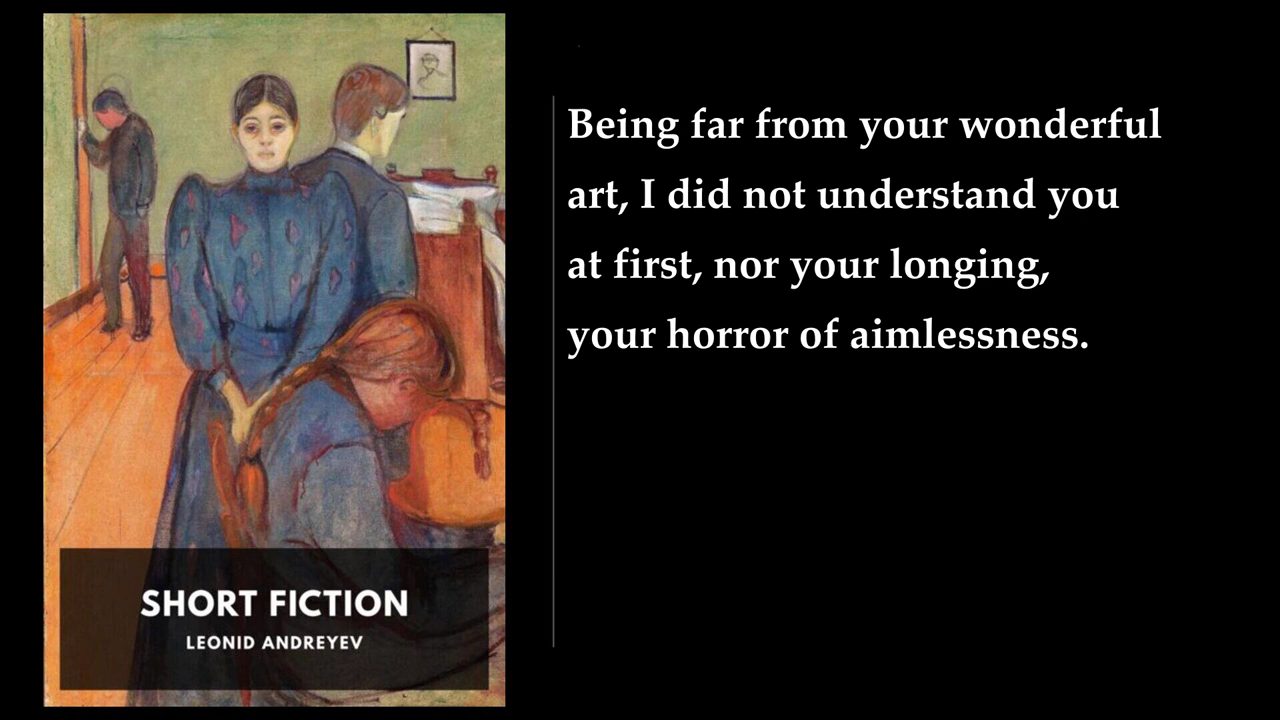 SHORT FICTION
LEONID ANDREYEV
Being far from your wonderful
art, I did not understand you
at first, nor your longing,
your horror of aimlessness.